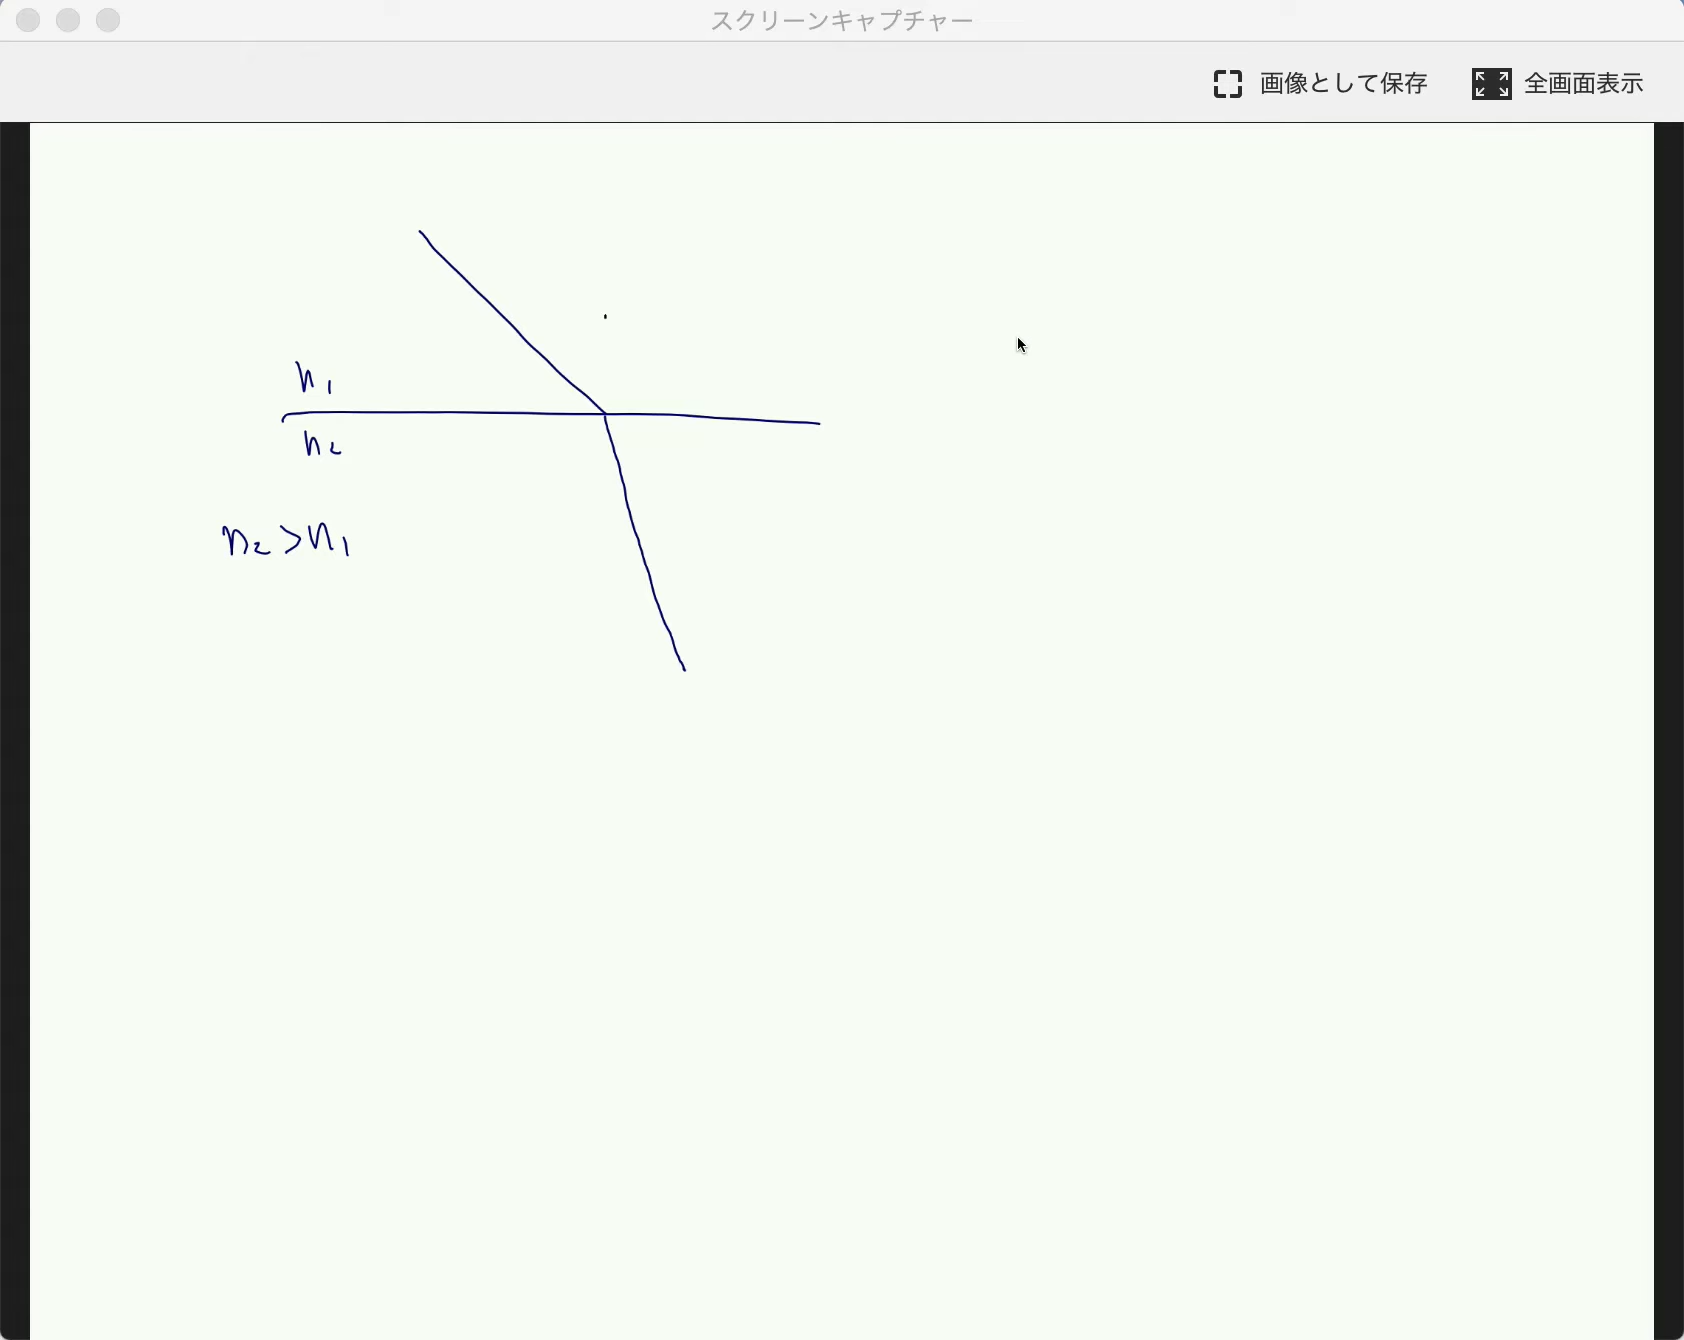 スクリーンキャプチャー
画像として保存 全画面表示
n1
n2
n2 > n1